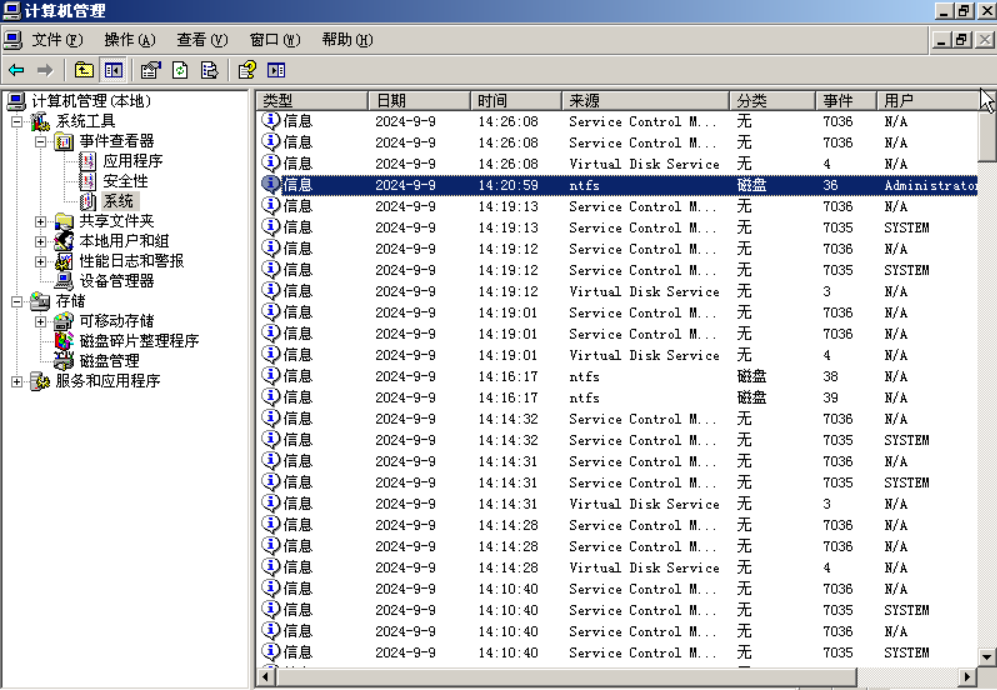 计算机管理
文件(F) 操作(A) 查看(V) 窗口(W) 帮助(H)
计算机管理(本地)
系统工具
事件查看器
应用程序
安全性
系统
共享文件夹
本地用户和组
性能日志和警报
设备管理器
存储
可移动存储
磁盘碎片整理程序
磁盘管理
服务和应用程序
类型 日期 时间 来源 分类 事件 用户
信息 2024-9-9 14:26:08 Service Control M... 无 7036 N/A
信息 2024-9-9 14:26:08 Service Control M... 无 7036 N/A
信息 2024-9-9 14:26:08 Virtual Disk Service 无 4 N/A
信息 2024-9-9 14:20:59 ntfs 磁盘 36 Administrator
信息 2024-9-9 14:19:13 Service Control M... 无 7036 N/A
信息 2024-9-9 14:19:13 Service Control M... 无 7035 SYSTEM
信息 2024-9-9 14:19:12 Service Control M... 无 7036 N/A
信息 2024-9-9 14:19:12 Service Control M... 无 7035 SYSTEM
信息 2024-9-9 14:19:12 Virtual Disk Service 无 3 N/A
信息 2024-9-9 14:19:01 Service Control M... 无 7036 N/A
信息 2024-9-9 14:19:01 Service Control M... 无 7036 N/A
信息 2024-9-9 14:19:01 Virtual Disk Service 无 4 N/A
信息 2024-9-9 14:16:17 ntfs 磁盘 38 N/A
信息 2024-9-9 14:16:17 ntfs 磁盘 39 N/A
信息 2024-9-9 14:14:32 Service Control M... 无 7036 N/A
信息 2024-9-9 14:14:32 Service Control M... 无 7035 SYSTEM
信息 2024-9-9 14:14:31 Service Control M... 无 7036 N/A
信息 2024-9-9 14:14:31 Service Control M... 无 7035 SYSTEM
信息 2024-9-9 14:14:31 Virtual Disk Service 无 3 N/A
信息 2024-9-9 14:14:28 Service Control M... 无 7036 N/A
信息 2024-9-9 14:14:28 Service Control M... 无 7036 N/A
信息 2024-9-9 14:14:28 Virtual Disk Service 无 4 N/A
信息 2024-9-9 14:10:40 Service Control M... 无 7036 N/A
信息 2024-9-9 14:10:40 Service Control M... 无 7035 SYSTEM
信息 2024-9-9 14:10:40 Service Control M... 无 7036 N/A
信息 2024-9-9 14:10:40 Service Control M... 无 7035 SYSTEM